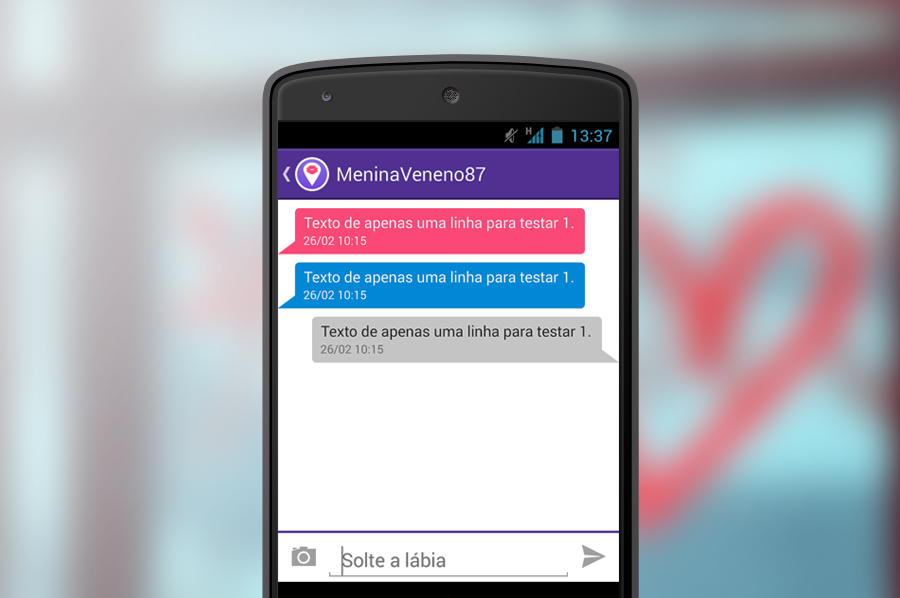 H 13:37
MeninaVeneno87
Texto de apenas uma linha para testar 1.
26/02 10:15
Texto de apenas uma linha para testar 1.
26/02 10:15
Texto de apenas uma linha para testar 1.
26/02 10:15
Solte a lábia